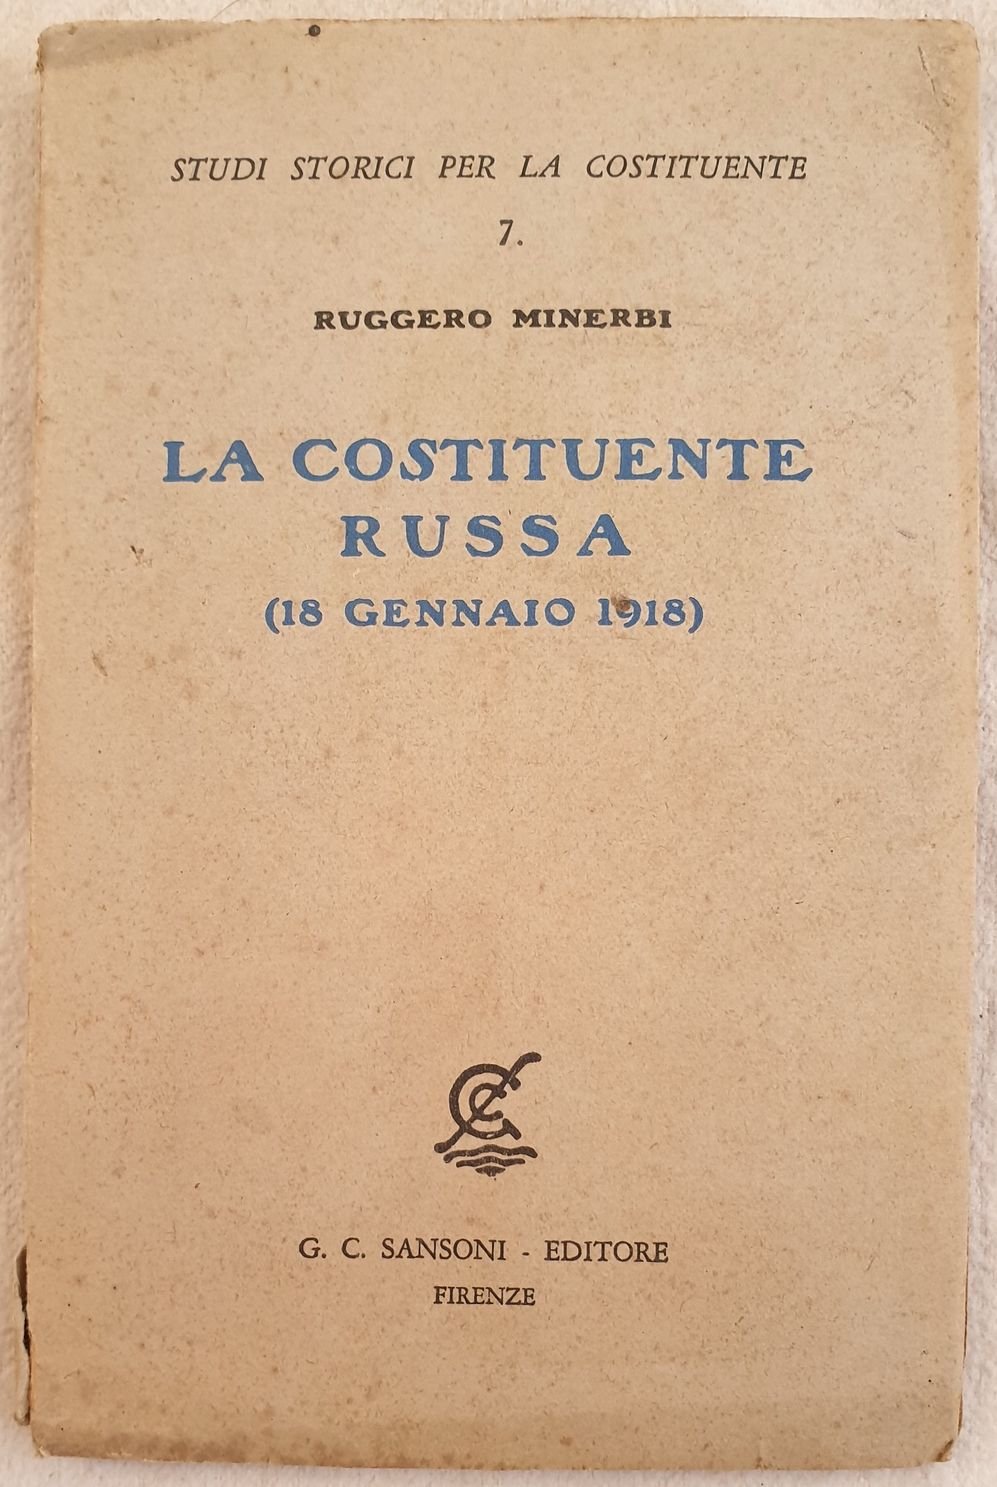 STUDI STORICI PER LA COSTITUENTE
7.
RUGGERO MINERBI
LA COSTITUENTE
RUSSA
(18 GENNAIO 1918)
G. C. SANSONI - EDITORE
FIRENZE